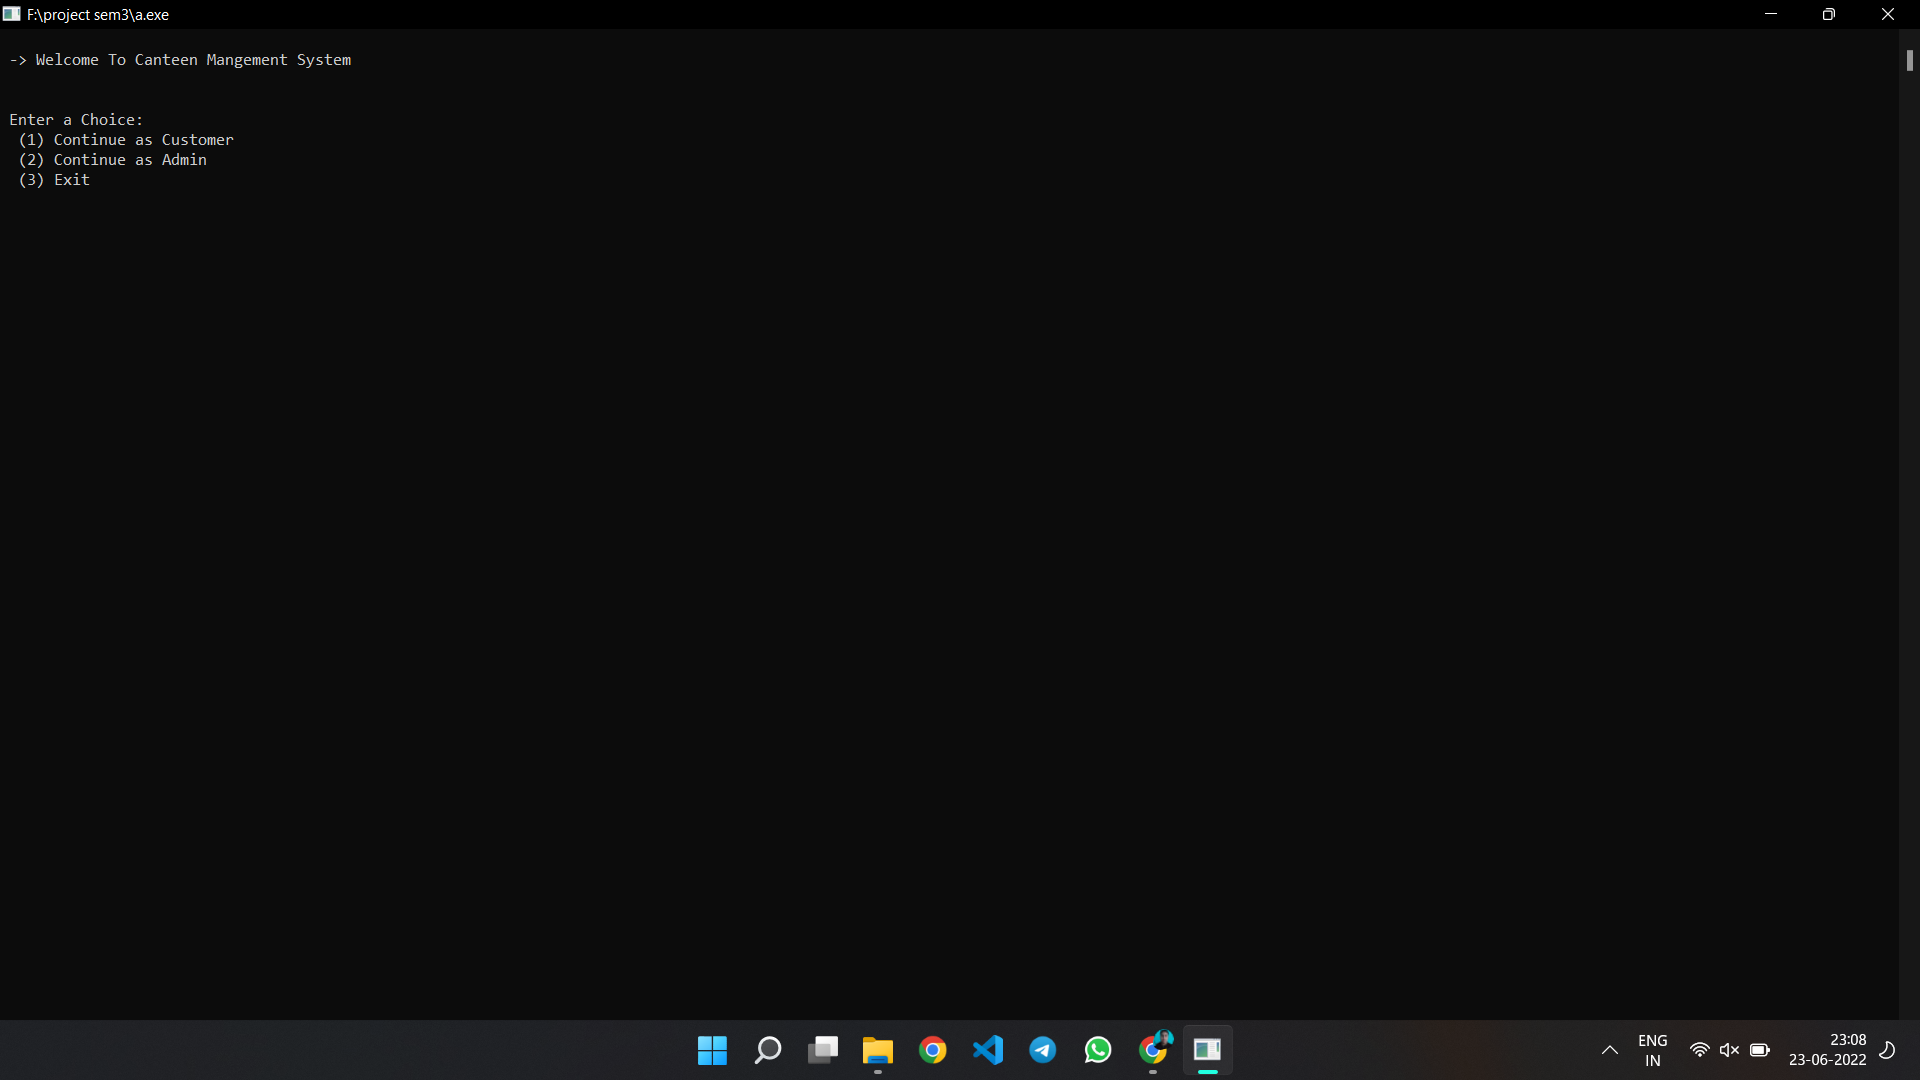 F:\project sem3\a.exe
-> Welcome To Canteen Mangement System
Enter a Choice:
(1) Continue as Customer
(2) Continue as Admin
(3) Exit
ENG
IN
23:08
23-06-2022